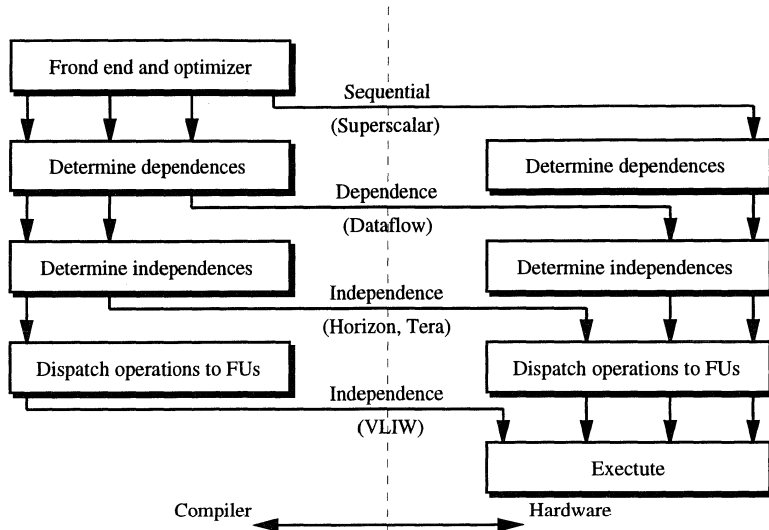 Frond end and optimizer
Sequential
(Superscalar)
Determine dependences
Determine dependences
Dependence
(Dataflow)
Determine independences
Determine independences
Independence
(Horizon, Tera)
Dispatch operations to FUs
Dispatch operations to FUs
Independence
(VLIW)
Exectute
Compiler
Hardware